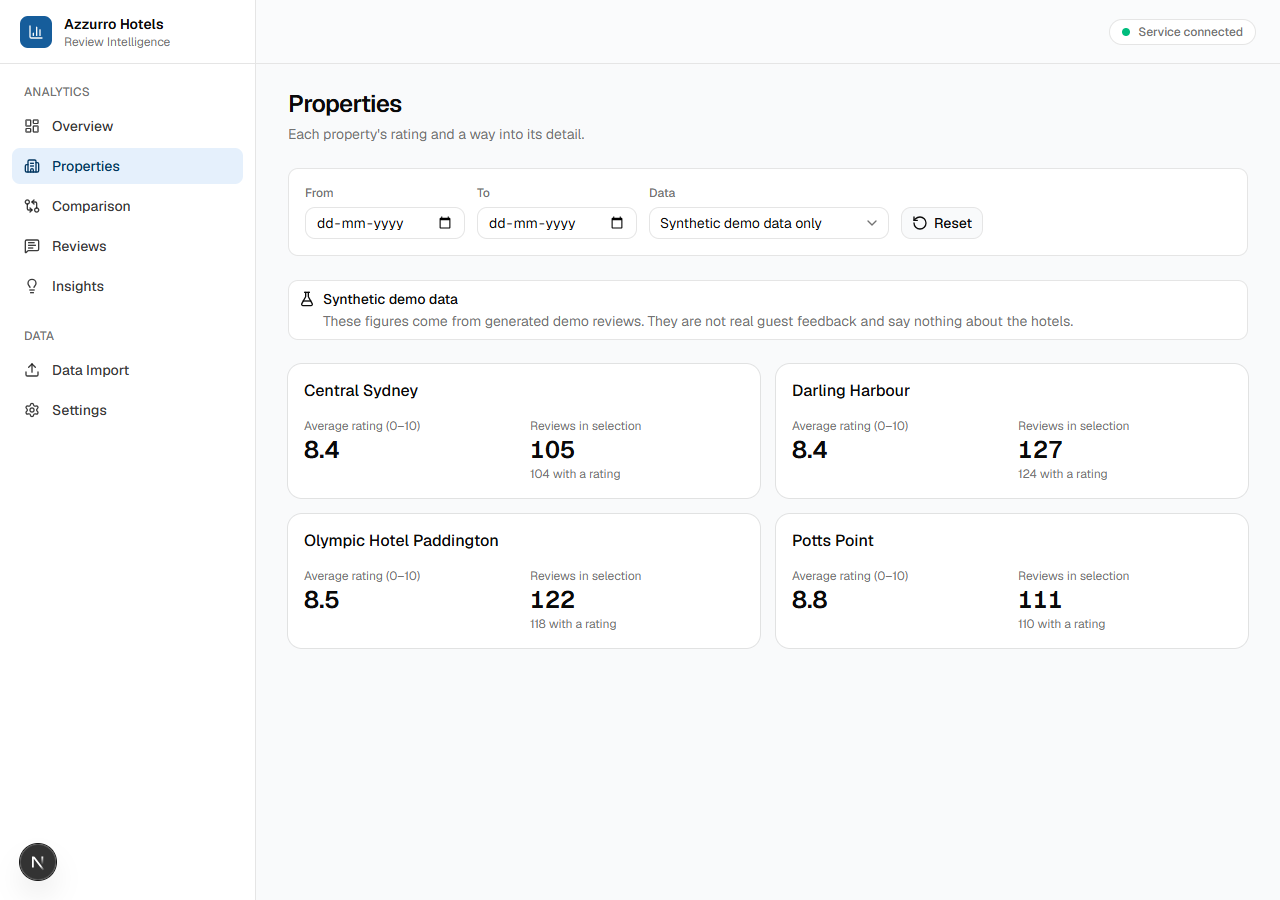 Azzurro Hotels
Review Intelligence
Service connected
ANALYTICS
Overview
Properties
Comparison
Reviews
Insights
DATA
Data Import
Settings
N
Properties
Each property's rating and a way into its detail.
From
To
Data
dd-mm-yyyy
dd-mm-yyyy
Synthetic demo data only
Reset
Synthetic demo data
These figures come from generated demo reviews. They are not real guest feedback and say nothing about the hotels.
Central Sydney
Average rating (0–10)
8.4
Reviews in selection
105
104 with a rating
Darling Harbour
Average rating (0–10)
8.4
Reviews in selection
127
124 with a rating
Olympic Hotel Paddington
Average rating (0–10)
8.5
Reviews in selection
122
118 with a rating
Potts Point
Average rating (0–10)
8.8
Reviews in selection
111
110 with a rating